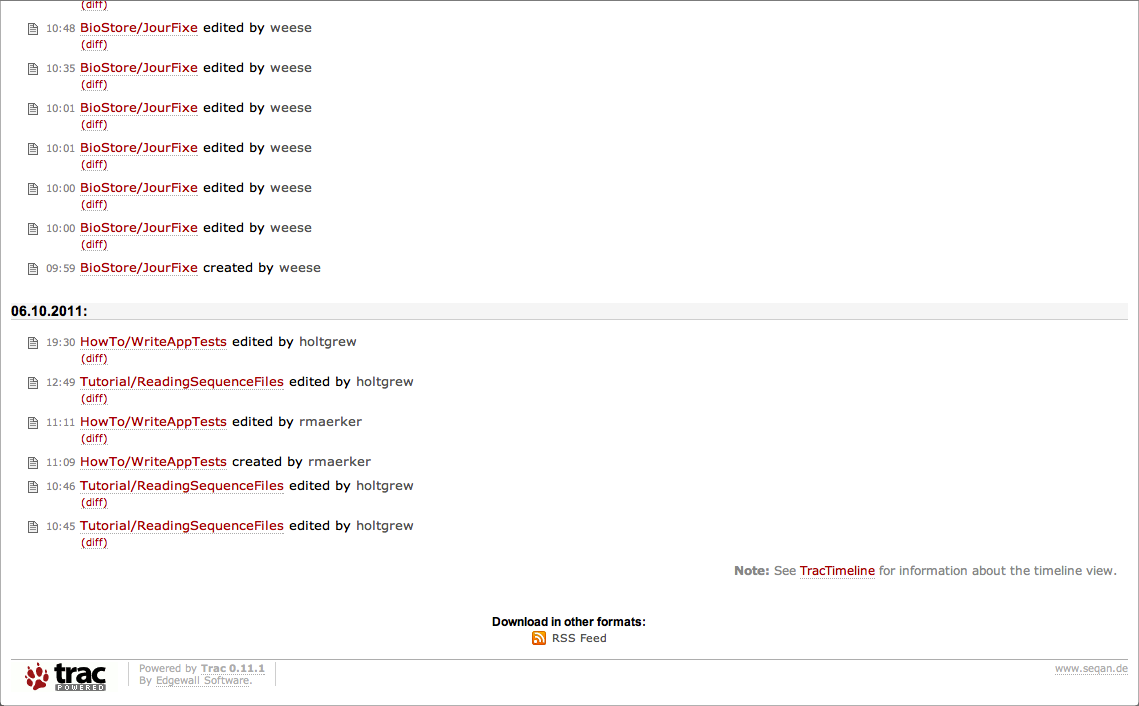 (diff)
10:48 BioStore/JourFixe edited by weese
(diff)
10:35 BioStore/JourFixe edited by weese
(diff)
10:01 BioStore/JourFixe edited by weese
(diff)
10:01 BioStore/JourFixe edited by weese
(diff)
10:00 BioStore/JourFixe edited by weese
(diff)
10:00 BioStore/JourFixe edited by weese
(diff)
09:59 BioStore/JourFixe created by weese
06.10.2011:
19:30 HowTo/WriteAppTests edited by holtgrew
(diff)
12:49 Tutorial/ReadingSequenceFiles edited by holtgrew
(diff)
11:11 HowTo/WriteAppTests edited by rmaerker
(diff)
11:09 HowTo/WriteAppTests created by rmaerker
10:46 Tutorial/ReadingSequenceFiles edited by holtgrew
(diff)
10:45 Tutorial/ReadingSequenceFiles edited by holtgrew
(diff)
Note: See TracTimeline for information about the timeline view.
Download in other formats:
RSS Feed
trac
POWERED
Powered by Trac 0.11.1
By Edgewall Software.
www.seqan.de